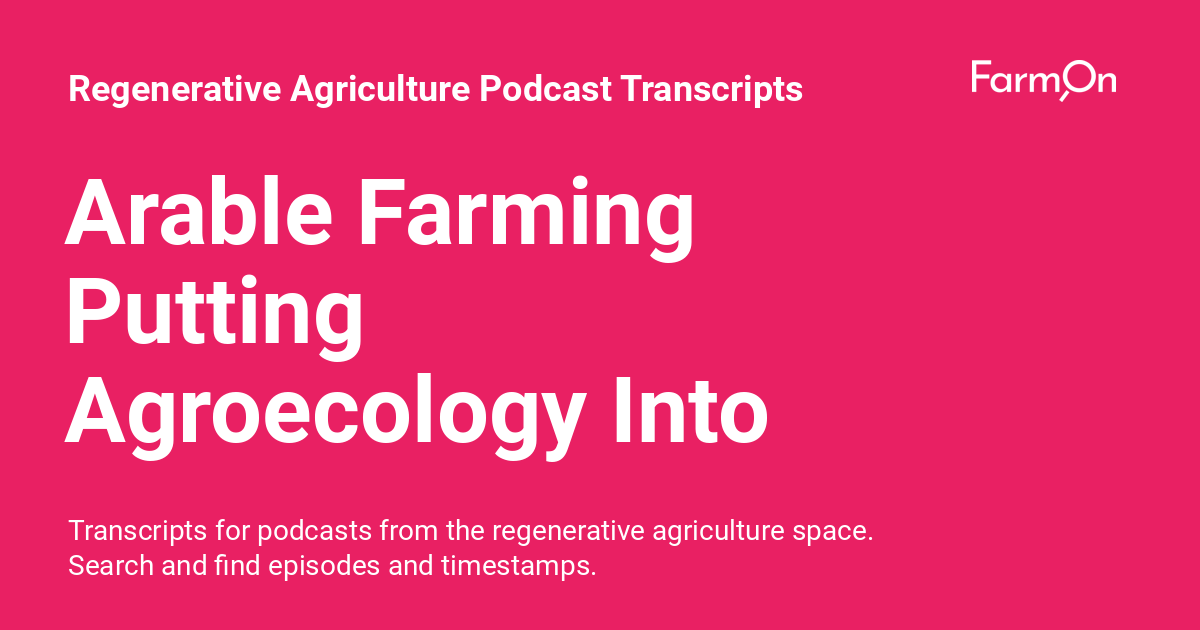 Regenerative Agriculture Podcast Transcripts
FarmOn
Arable Farming
Putting
Agroecology Into
Transcripts for podcasts from the regenerative agriculture space.
Search and find episodes and timestamps.